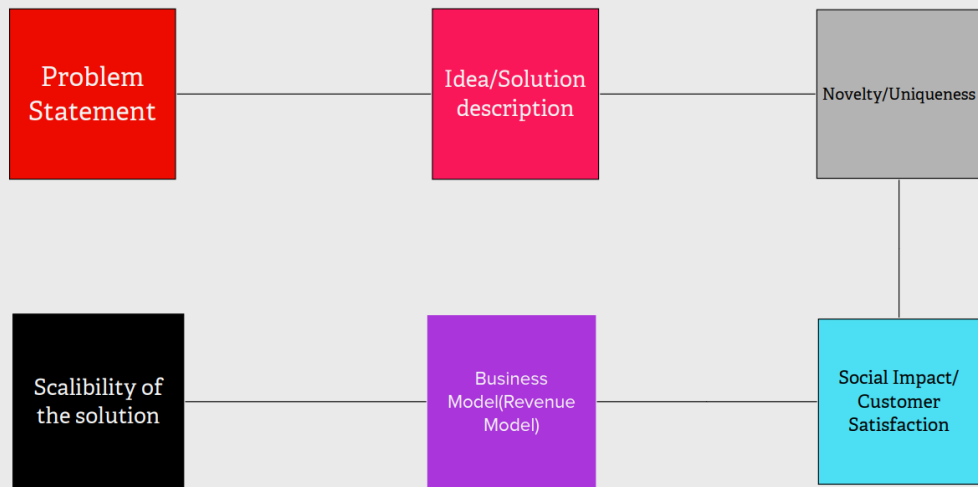 Problem
Statement
Idea/Solution
description
Novelty/Uniqueness
Social Impact/
Customer
Satisfaction
Business
Model(Revenue
Model)
Scalibility of
the solution